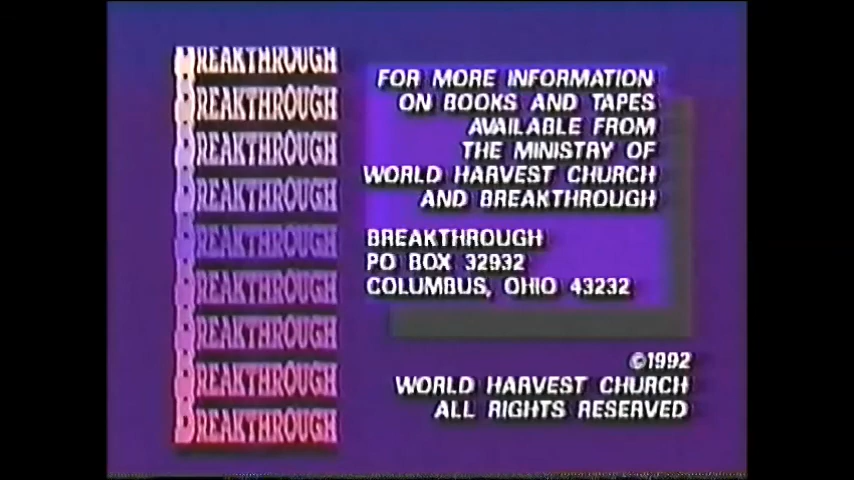 BREAKTHROUGH
BREAKTHROUGH
BREAKTHROUGH
BREAKTHROUGH
BREAKTHROUGH
BREAKTHROUGH
BREAKTHROUGH
BREAKTHROUGH
BREAKTHROUGH
FOR MORE INFORMATION
ON BOOKS AND TAPES
AVAILABLE FROM
THE MINISTRY OF
WORLD HARVEST CHURCH
AND BREAKTHROUGH
BREAKTHROUGH
PO BOX 32932
COLUMBUS, OHIO 43232
©1992
WORLD HARVEST CHURCH
ALL RIGHTS RESERVED